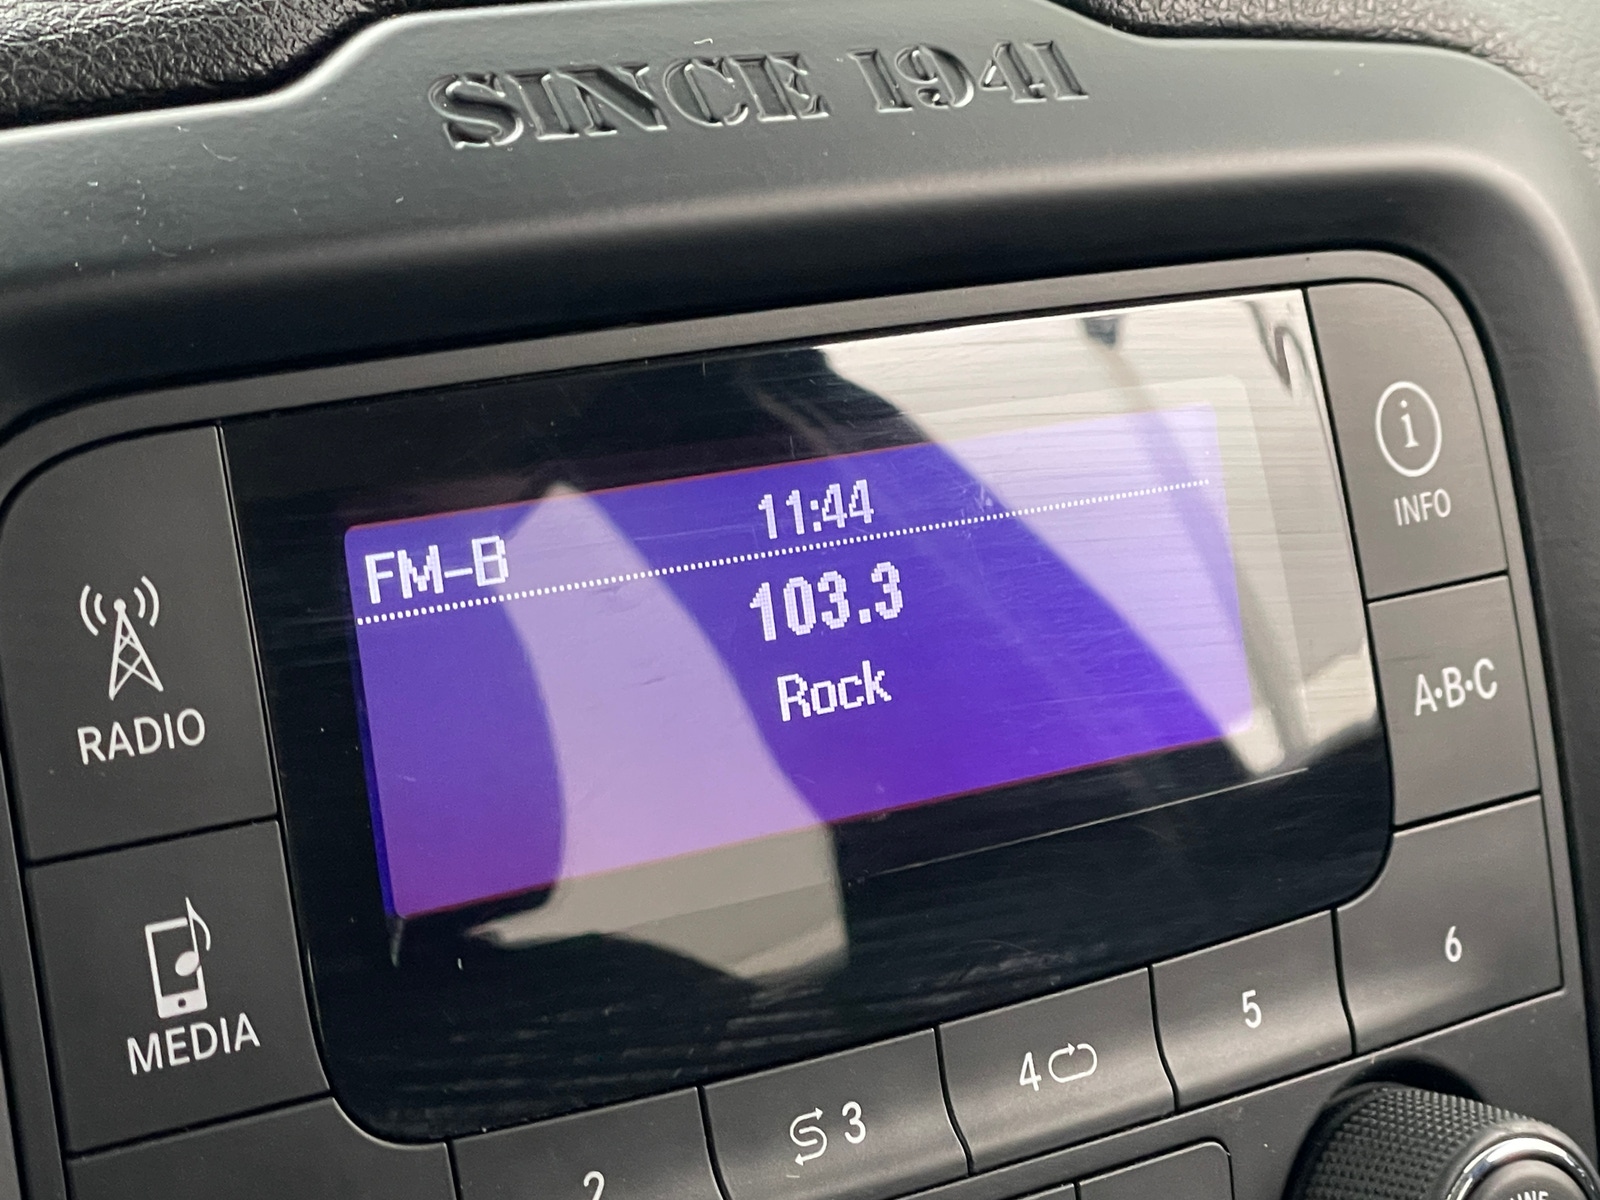 SINCE 1941
11:44
FM-B
103.3
Rock
RADIO
MEDIA
i
INFO
A·B·C
2
3
4
5
6